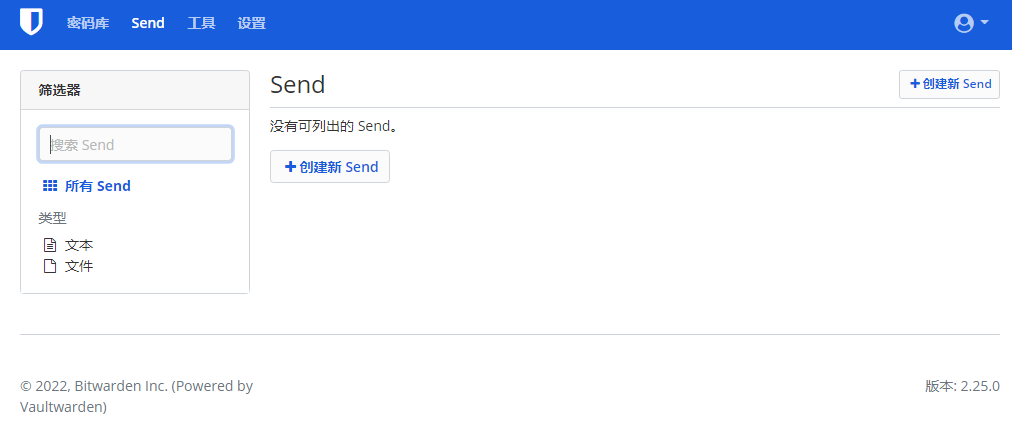 密码库 Send 工具 设置
筛选器
搜索 Send
所有 Send
类型
文本
文件
Send
创建新 Send
没有可列出的 Send。
创建新 Send
© 2022, Bitwarden Inc. (Powered by
Vaultwarden)
版本: 2.25.0